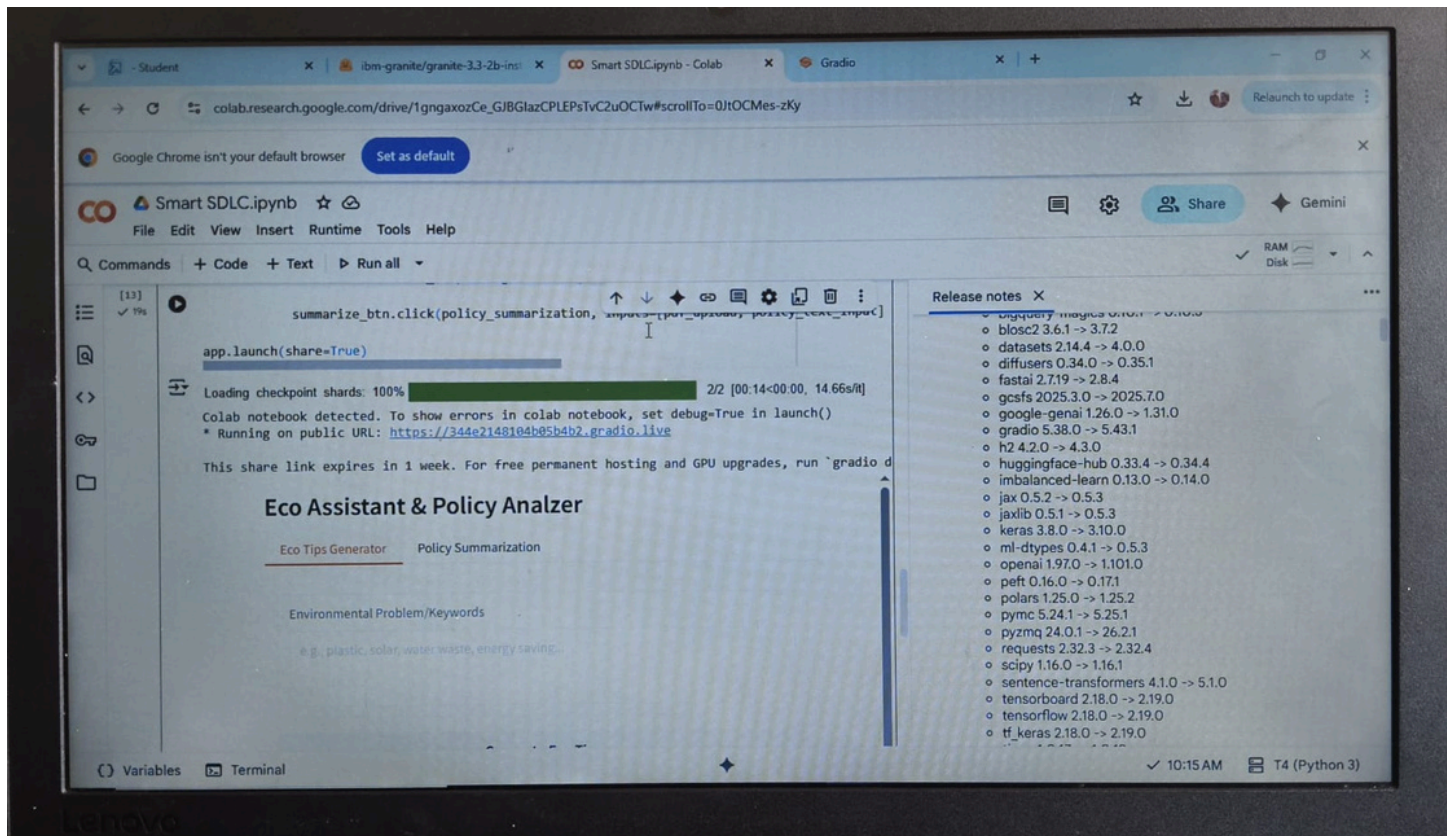 - Student
ibm-granite/granite-3.3-2b-ins
Smart SDLC.ipynb - Colab
Gradio
colab.research.google.com/drive/1gngaxozCe_GJBGlazCPLEPsTvC2uOCTw#scrollTo=0JtOCMes-zKy
Relaunch to update
Google Chrome isn't your default browser
Set as default
CO
Smart SDLC.ipynb
File Edit View Insert Runtime Tools Help
Share
Gemini
Commands + Code + Text Run all
RAM
Disk
[13]
19s
summarize_btn.click(policy_summarization, inputs=[pdf_upload, policy_text_input]
app.launch(share=True)
Loading checkpoint shards: 100% 2/2 [00:14<00:00, 14.66s/it]
Colab notebook detected. To show errors in colab notebook, set debug=True in launch()
* Running on public URL: https://344e2148104b05b4b2.gradio.live
This share link expires in 1 week. For free permanent hosting and GPU upgrades, run `gradio d
Eco Assistant & Policy Analzer
Eco Tips Generator
Policy Summarization
Environmental Problem/Keywords
e.g., plastic, solar, water waste, energy saving...
Release notes
blosc2 3.6.1 -> 3.7.2
datasets 2.14.4 -> 4.0.0
diffusers 0.34.0 -> 0.35.1
fastai 2.7.19 -> 2.8.4
gcsfs 2025.3.0 -> 2025.7.0
google-genai 1.26.0 -> 1.31.0
gradio 5.38.0 -> 5.43.1
h2 4.2.0 -> 4.3.0
huggingface-hub 0.33.4 -> 0.34.4
imbalanced-learn 0.13.0 -> 0.14.0
jax 0.5.2 -> 0.5.3
jaxlib 0.5.1 -> 0.5.3
keras 3.8.0 -> 3.10.0
ml-dtypes 0.4.1 -> 0.5.3
openai 1.97.0 -> 1.101.0
peft 0.16.0 -> 0.17.1
polars 1.25.0 -> 1.25.2
pymc 5.24.1 -> 5.25.1
pyzmq 24.0.1 -> 26.2.1
requests 2.32.3 -> 2.32.4
scipy 1.16.0 -> 1.16.1
sentence-transformers 4.1.0 -> 5.1.0
tensorboard 2.18.0 -> 2.19.0
tensorflow 2.18.0 -> 2.19.0
tf_keras 2.18.0 -> 2.19.0
Variables
Terminal
10:15 AM
T4 (Python 3)
Lenovo